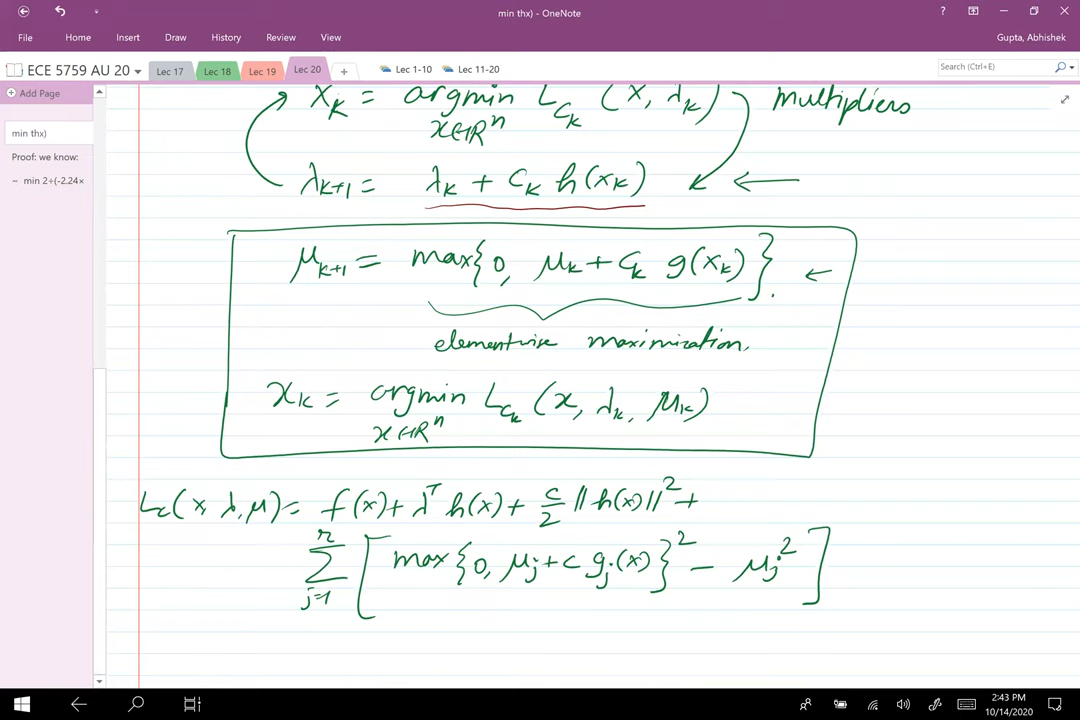 min thx) - OneNote
?
File Home Insert Draw History Review View
Gupta, Abhishek
ECE 5759 AU 20
Lec 17
Lec 18
Lec 19
Lec 20
+
Lec 1-10
Lec 11-20
Search (Ctrl+E)
Add Page
min thx)
Proof: we know:
min 2÷(-2.24×
x_k = argmin L_{c_k} (x, λ_k) multipliers
x∈ℝ^n
λ_{k+1} = λ_k + c_k h(x_k) ←
μ_{k+1} = max{0, μ_k + c_k g(x_k)}. ←
elementwise maximization.
x_k = argmin L_{c_k} (x, λ_k, μ_k)
x∈ℝ^n
L_c(x, λ, μ) = f(x) + λ^T h(x) + c/2 ||h(x)||^2 +
∑_{j=1}^{r} [max{0, μ_j + c g_j(x)}^2 − μ_j^2]
2:43 PM
10/14/2020